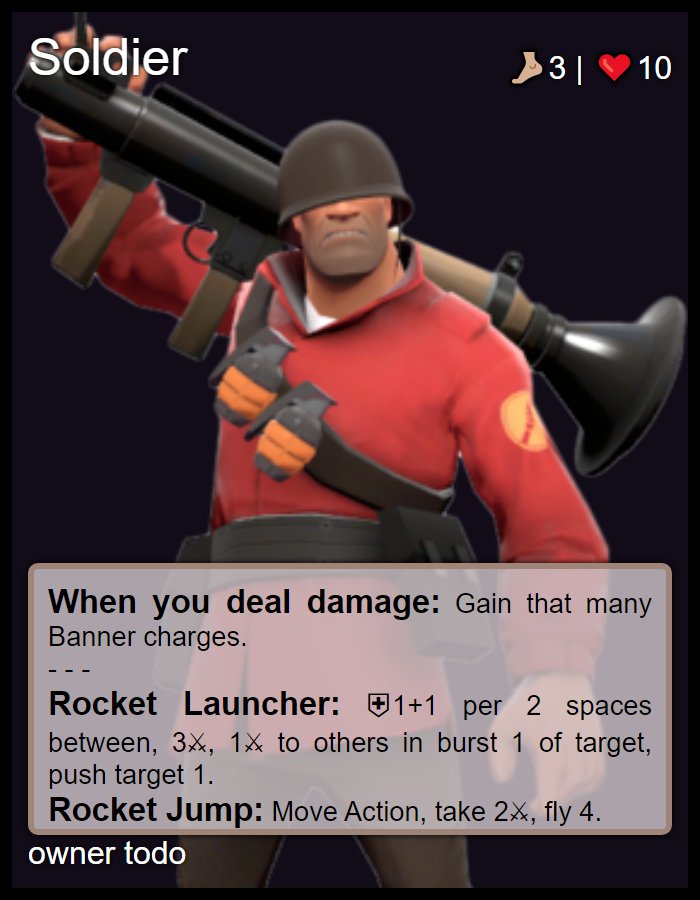 Soldier
🦶3 | ❤️10
When you deal damage: Gain that many
Banner charges.
- - -
Rocket Launcher: ⛨1+1 per 2 spaces
between, 3⚔, 1⚔ to others in burst 1 of target,
push target 1.
Rocket Jump: Move Action, take 2⚔, fly 4.
owner todo